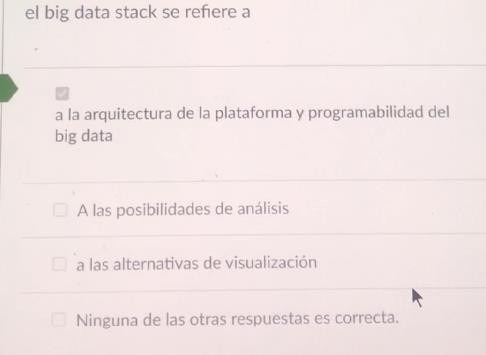 el big data stack se refiere a
a la arquitectura de la plataforma y programabilidad del
big data
A las posibilidades de análisis
a las alternativas de visualización
Ninguna de las otras respuestas es correcta.